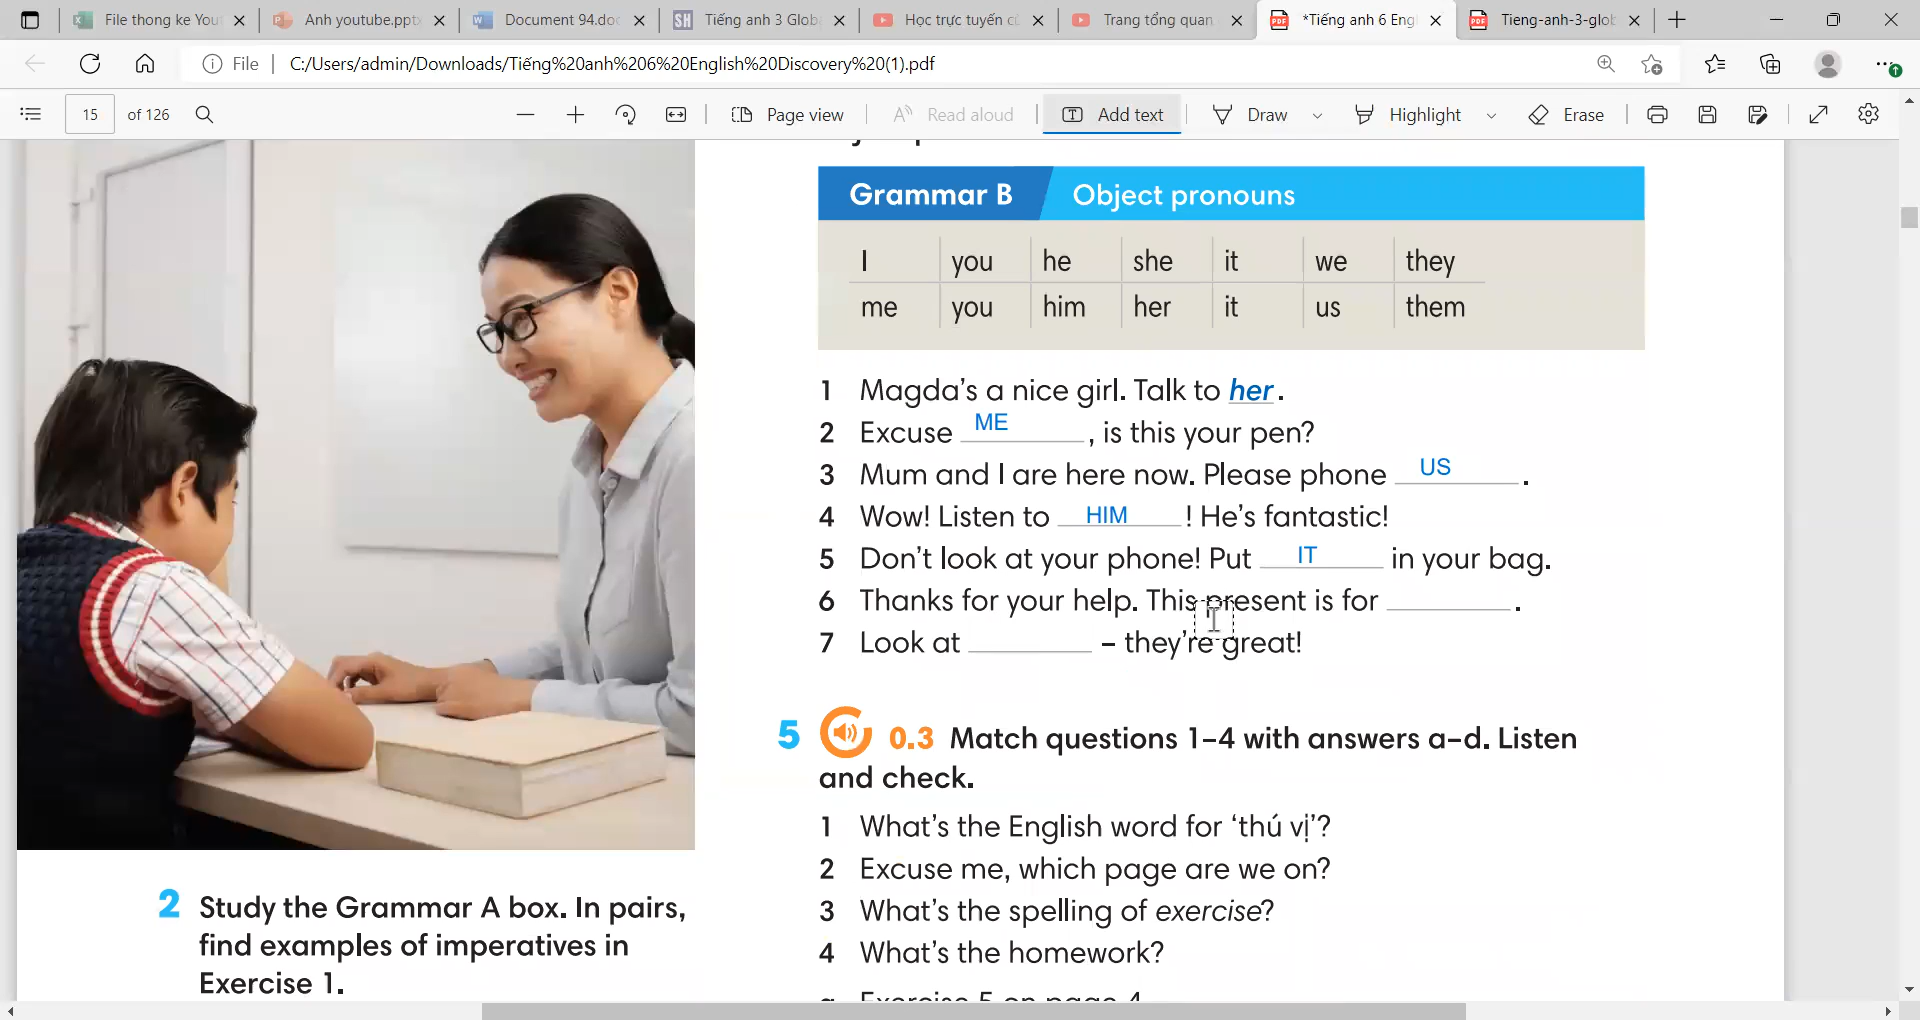 File thong ke You
Anh youtube.ppt
Document 94.doc
Tiếng anh 3 Glob
Học trực tuyến c
Trang tổng quan
*Tiếng anh 6 Eng
Tieng-anh-3-glob
File
C:/Users/admin/Downloads/Tiếng%20anh%206%20English%20Discovery%20(1).pdf
15 of 126
Page view
Read aloud
Add text
Draw
Highlight
Erase
Grammar B Object pronouns
I you he she it we they
me you him her it us them
1 Magda's a nice girl. Talk to her.
2 Excuse ME, is this your pen?
3 Mum and I are here now. Please phone US.
4 Wow! Listen to HIM! He's fantastic!
5 Don't look at your phone! Put IT in your bag.
6 Thanks for your help. This present is for ________.
7 Look at ________ – they're great!
5 0.3 Match questions 1–4 with answers a–d. Listen
and check.
1 What's the English word for 'thú vị'?
2 Excuse me, which page are we on?
3 What's the spelling of exercise?
4 What's the homework?
a Exercise 5 on page 4
2 Study the Grammar A box. In pairs,
find examples of imperatives in
Exercise 1.